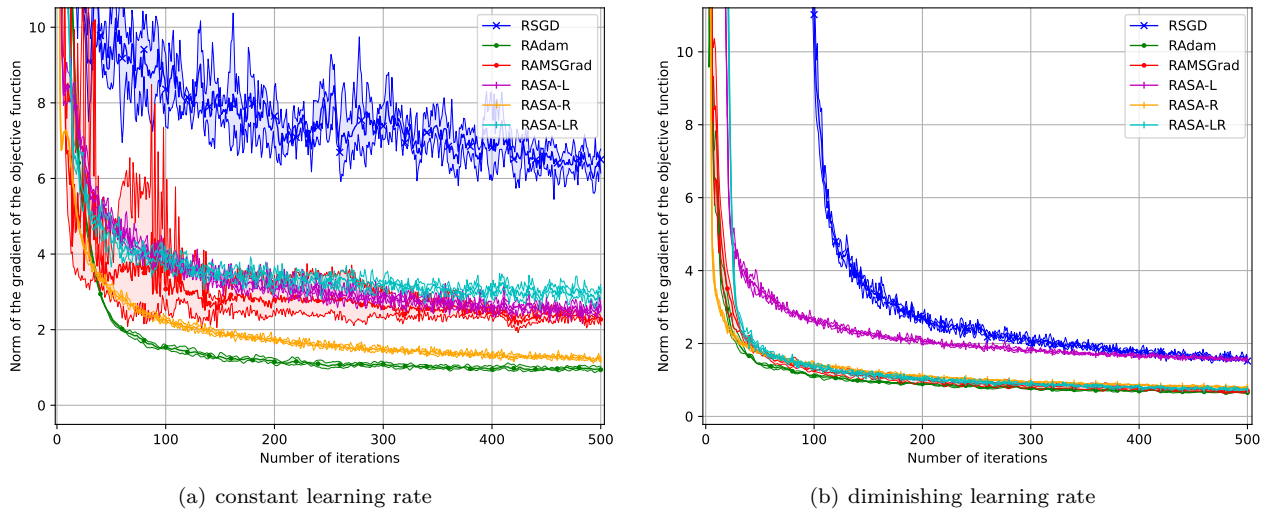 Norm of the gradient of the objective function
10
8
6
4
2
0
0
100
200
300
400
500
Number of iterations
RSGD
RAdam
RAMSGrad
RASA-L
RASA-R
RASA-LR
(a) constant learning rate
Norm of the gradient of the objective function
10
8
6
4
2
0
0
100
200
300
400
500
Number of iterations
RSGD
RAdam
RAMSGrad
RASA-L
RASA-R
RASA-LR
(b) diminishing learning rate